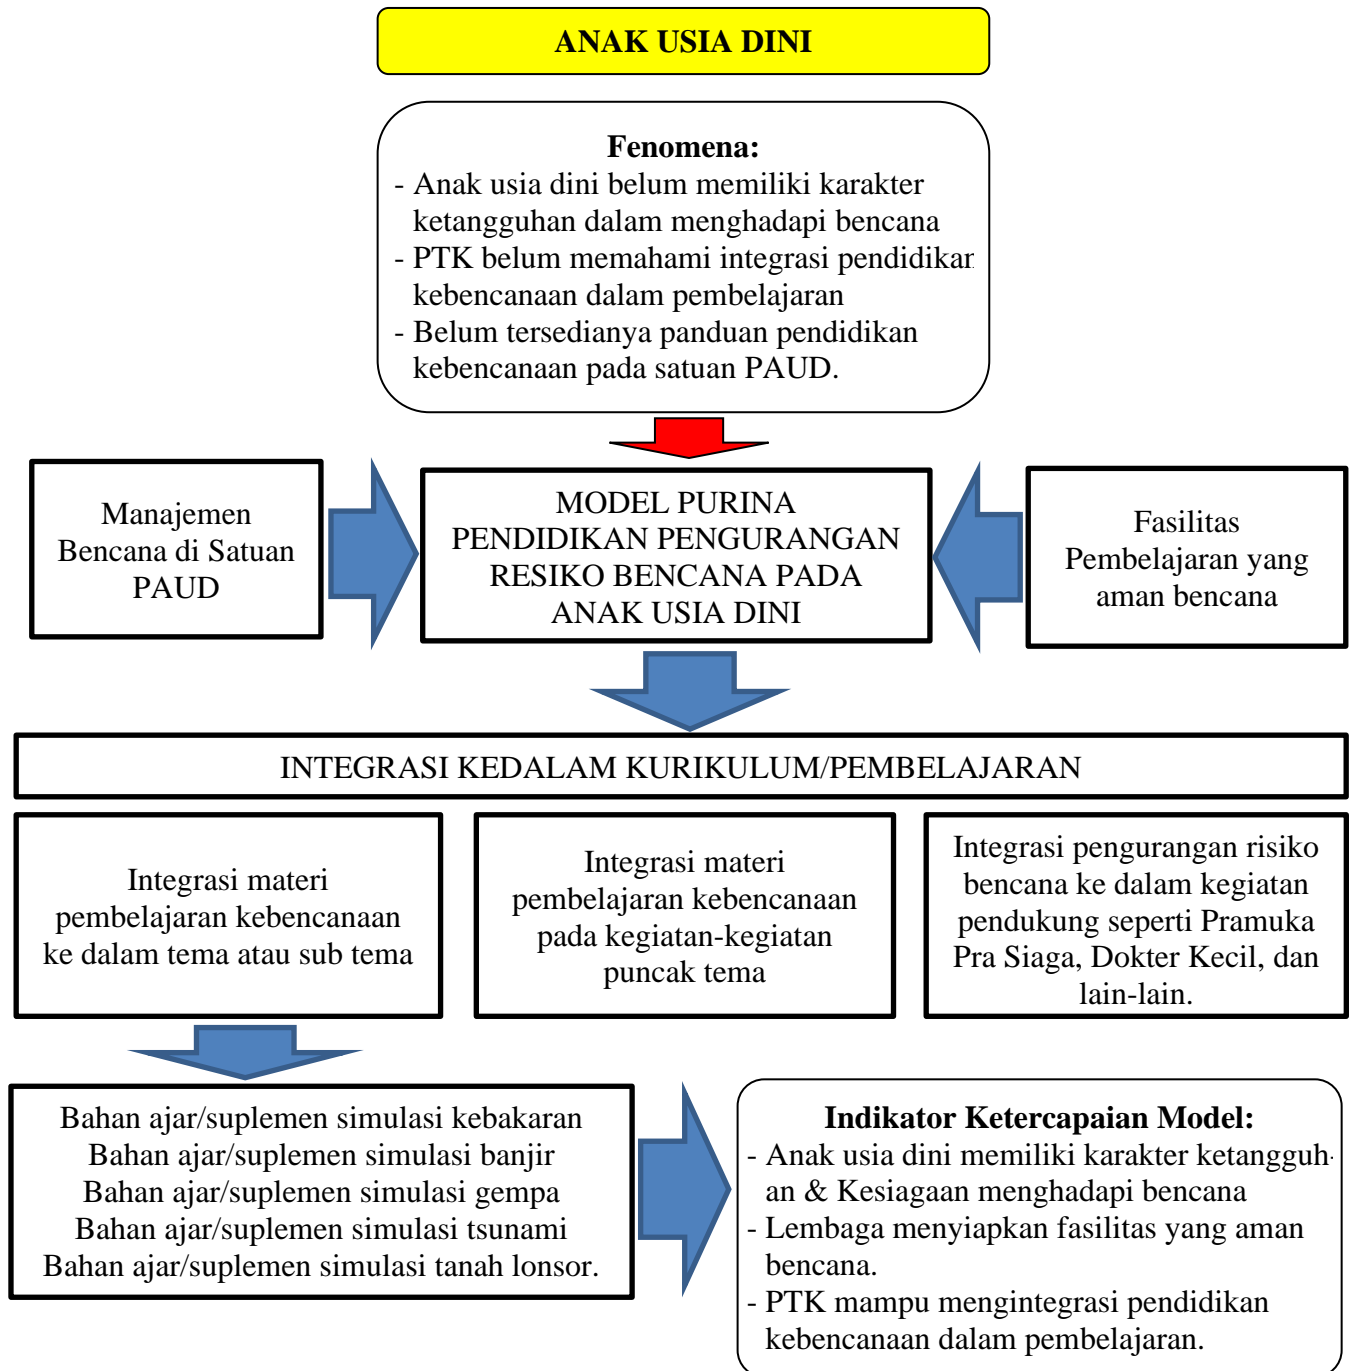 ANAK USIA DINI
Fenomena:
- Anak usia dini belum memiliki karakter
ketangguhan dalam menghadapi bencana
- PTK belum memahami integrasi pendidikan
kebencanaan dalam pembelajaran
- Belum tersedianya panduan pendidikan
kebencanaan pada satuan PAUD.
Manajemen
Bencana di Satuan
PAUD
MODEL PURINA
PENDIDIKAN PENGURANGAN
RESIKO BENCANA PADA
ANAK USIA DINI
Fasilitas
Pembelajaran yang
aman bencana
INTEGRASI KEDALAM KURIKULUM/PEMBELAJARAN
Integrasi materi
pembelajaran kebencanaan
ke dalam tema atau sub tema
Integrasi materi
pembelajaran kebencanaan
pada kegiatan-kegiatan
puncak tema
Integrasi pengurangan risiko
bencana ke dalam kegiatan
pendukung seperti Pramuka
Pra Siaga, Dokter Kecil, dan
lain-lain.
Bahan ajar/suplemen simulasi kebakaran
Bahan ajar/suplemen simulasi banjir
Bahan ajar/suplemen simulasi gempa
Bahan ajar/suplemen simulasi tsunami
Bahan ajar/suplemen simulasi tanah lonsor.
Indikator Ketercapaian Model:
- Anak usia dini memiliki karakter ketangguh-
an & Kesiagaan menghadapi bencana
- Lembaga menyiapkan fasilitas yang aman
bencana.
- PTK mampu mengintegrasi pendidikan
kebencanaan dalam pembelajaran.